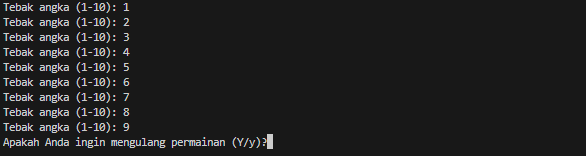 Tebak angka (1-10): 1
Tebak angka (1-10): 2
Tebak angka (1-10): 3
Tebak angka (1-10): 4
Tebak angka (1-10): 5
Tebak angka (1-10): 6
Tebak angka (1-10): 7
Tebak angka (1-10): 8
Tebak angka (1-10): 9
Apakah Anda ingin mengulang permainan (Y/y)?